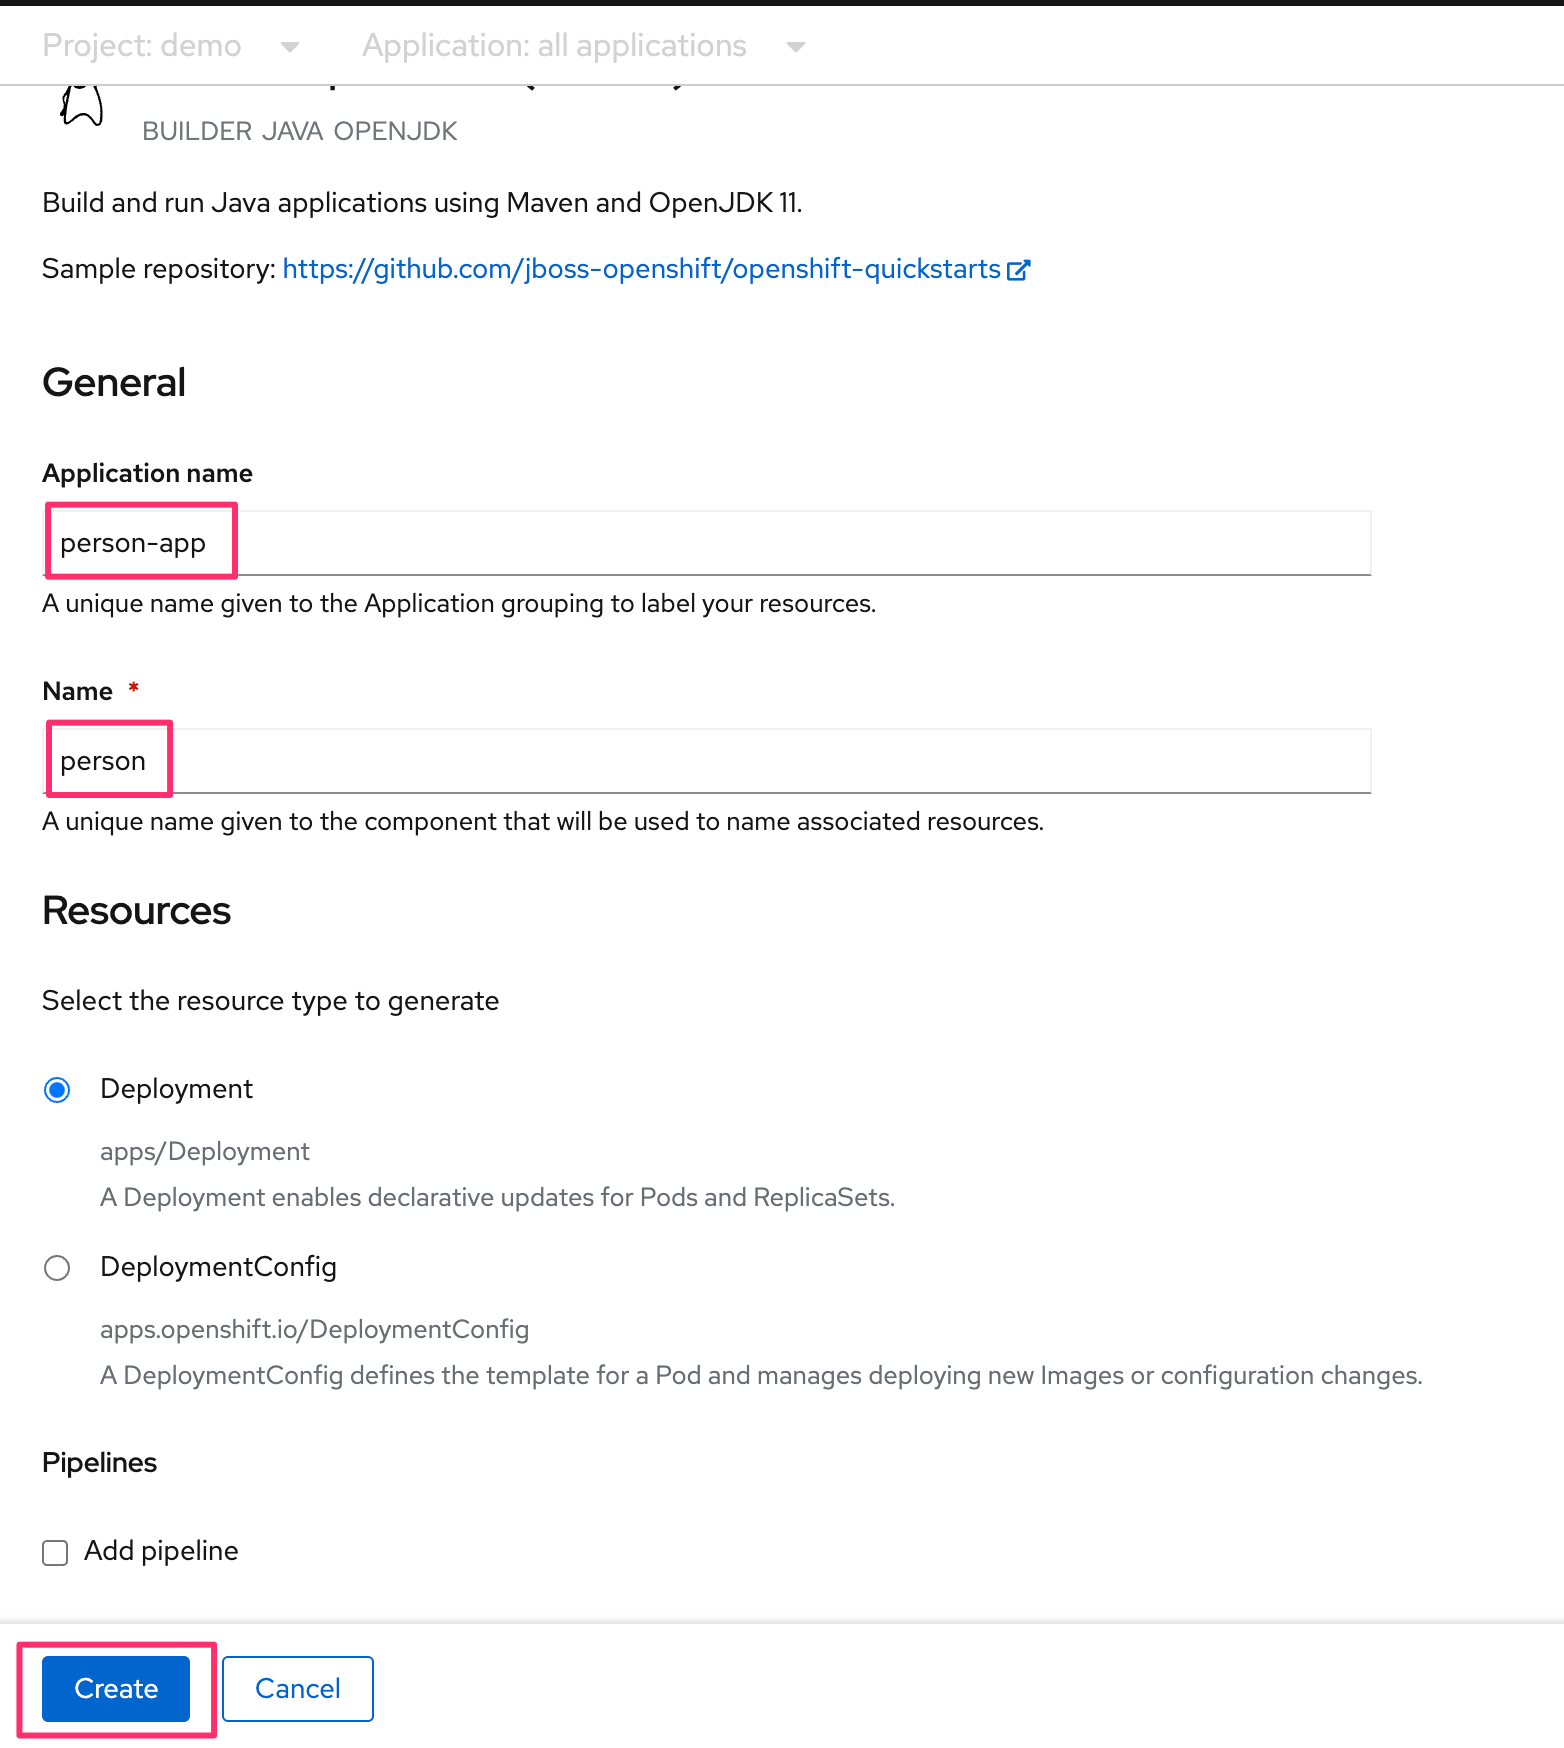 Project: demo Application: all applications
BUILDER JAVA OPENJDK
Build and run Java applications using Maven and OpenJDK 11.
Sample repository: https://github.com/jboss-openshift/openshift-quickstarts
General
Application name
person-app
A unique name given to the Application grouping to label your resources.
Name *
person
A unique name given to the component that will be used to name associated resources.
Resources
Select the resource type to generate
Deployment
apps/Deployment
A Deployment enables declarative updates for Pods and ReplicaSets.
DeploymentConfig
apps.openshift.io/DeploymentConfig
A DeploymentConfig defines the template for a Pod and manages deploying new Images or configuration changes.
Pipelines
Add pipeline
Create Cancel